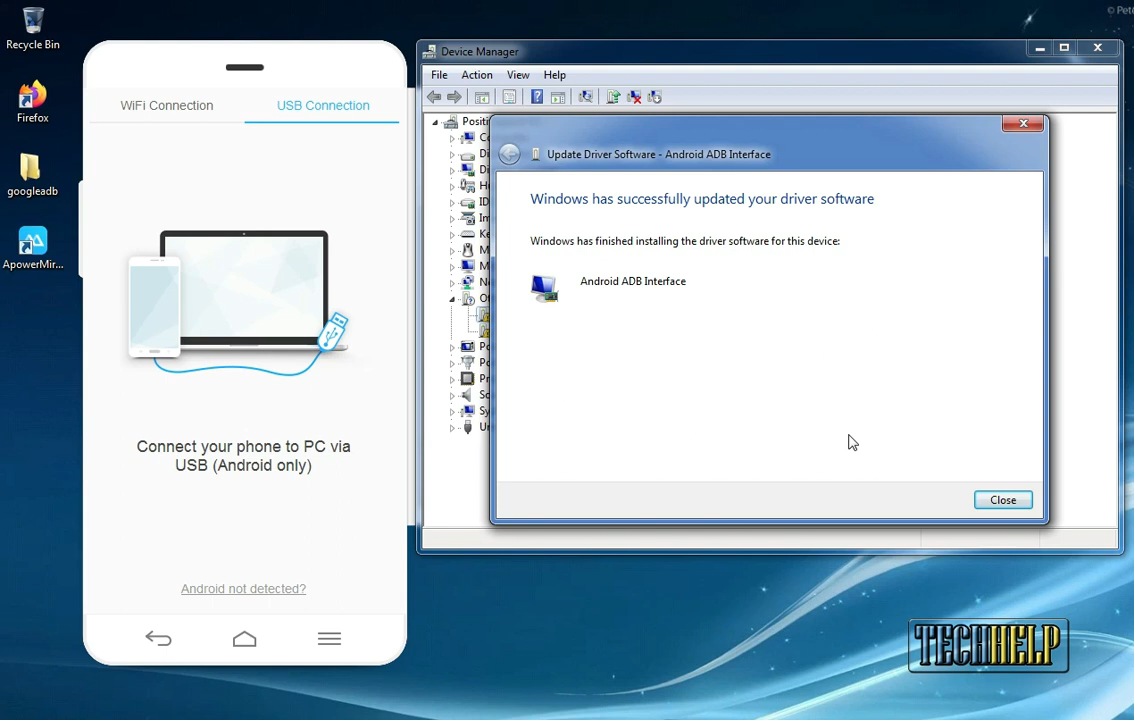 © Pete
Recycle Bin
Firefox
googleadb
ApowerMir...
WiFi Connection
USB Connection
Connect your phone to PC via
USB (Android only)
Android not detected?
Device Manager
File Action View Help
Positi
Update Driver Software - Android ADB Interface
Windows has successfully updated your driver software
Windows has finished installing the driver software for this device:
Android ADB Interface
Close
TECHHELP